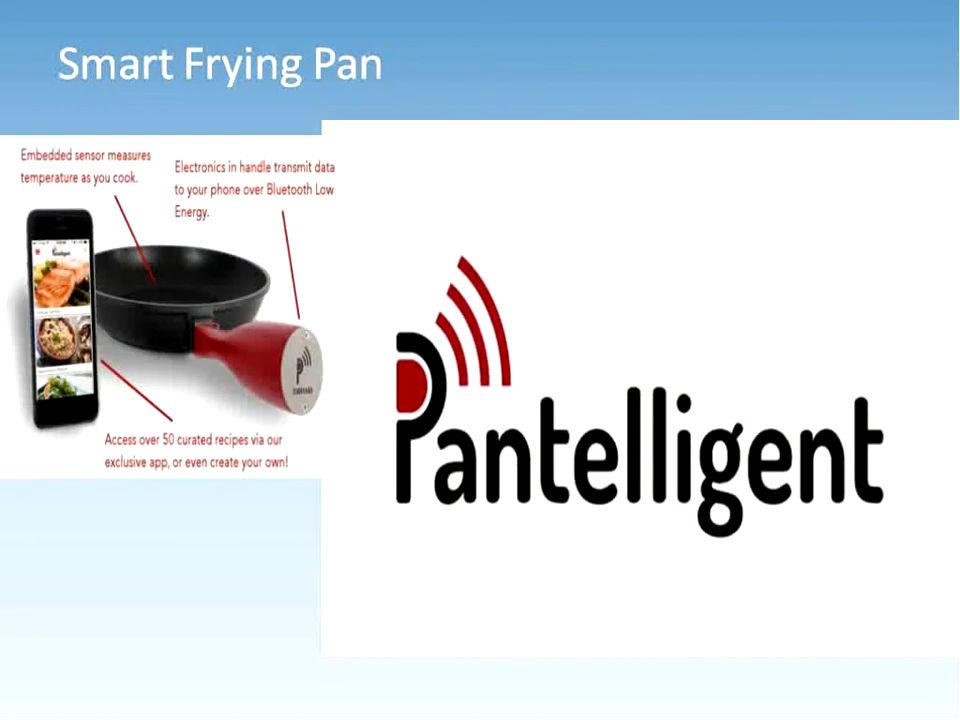 Smart Frying Pan
Embedded sensor measures
temperature as you cook.
Electronics in handle transmit data
to your phone over Bluetooth Low
Energy.
Pantelligent
Access over 50 curated recipes via our
exclusive app, or even create your own!
Pantelligent